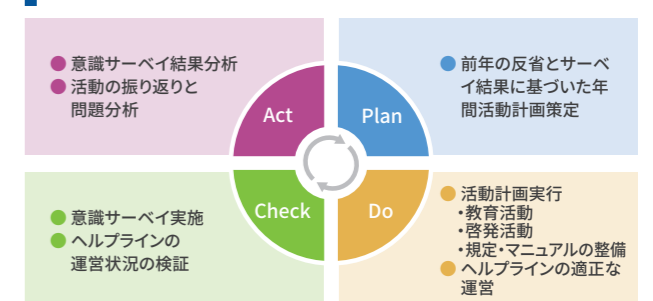 ● 意識サーベイ結果分析
● 活動の振り返りと
問題分析
Act
Plan
● 前年の反省とサーベ
イ結果に基づいた年
間活動計画策定
● 意識サーベイ実施
● ヘルプラインの
運営状況の検証
Check
Do
● 活動計画実行
・教育活動
・啓発活動
・規定・マニュアルの整備
● ヘルプラインの適正な
運営